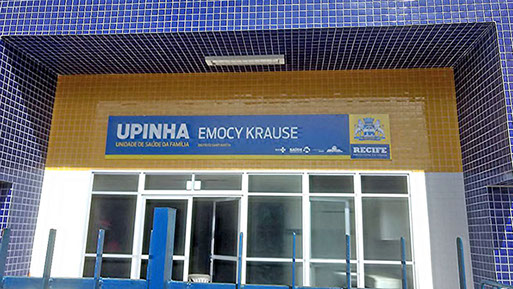 UPINHA
UNIDADE DE SAÚDE DA FAMÍLIA
EMOCY KRAUSE
RECIFE